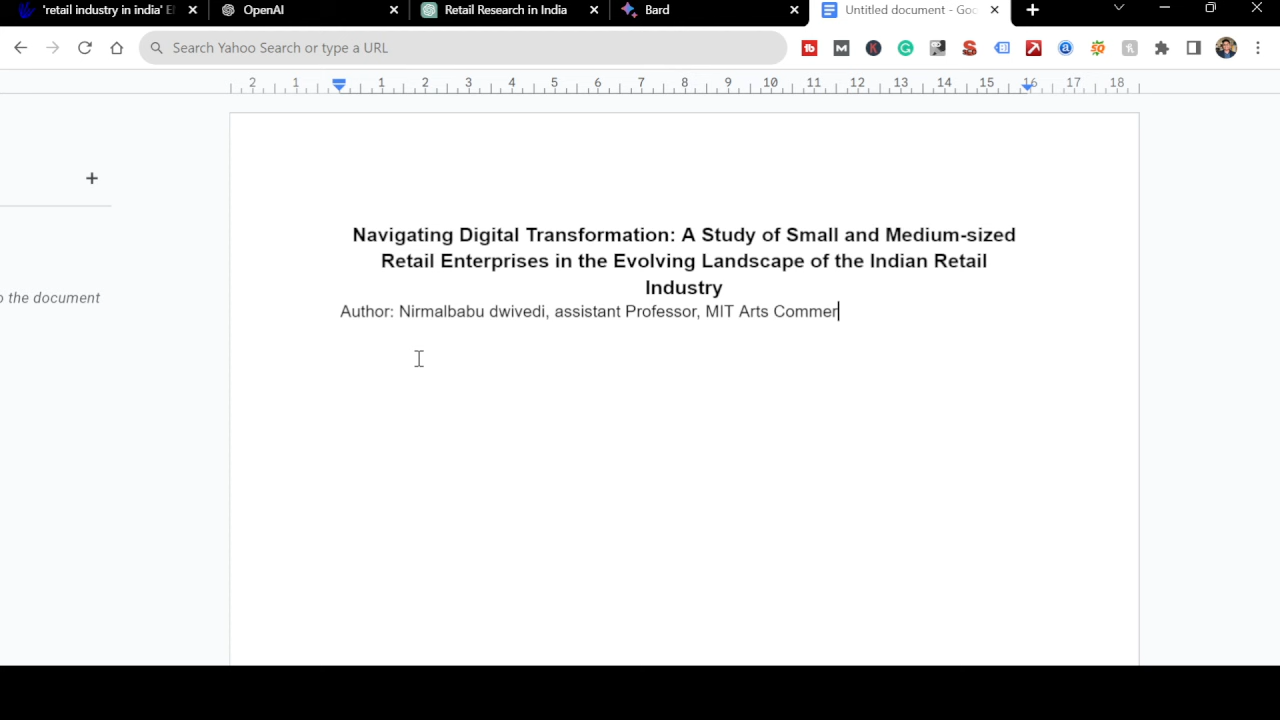 'retail industry in india' El
OpenAI
Retail Research in India
Bard
Untitled document - Goo
Search Yahoo Search or type a URL
2 1 1 2 3 4 5 6 7 8 9 10 11 12 13 14 15 16 17 18
Navigating Digital Transformation: A Study of Small and Medium-sized
Retail Enterprises in the Evolving Landscape of the Indian Retail
Industry
o the document
Author: Nirmalbabu dwivedi, assistant Professor, MIT Arts Commer